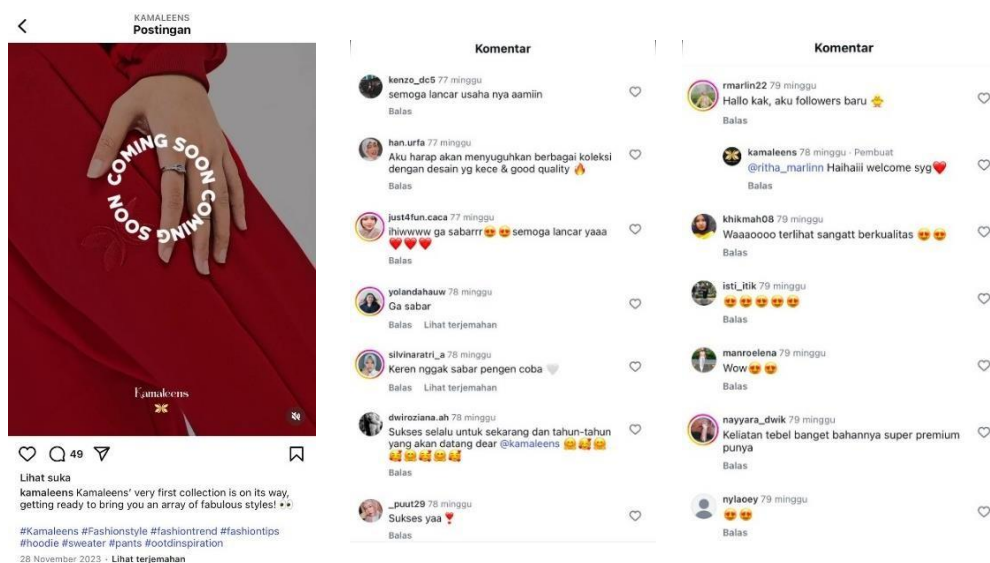 KAMALEENS
Postingan
COMING SOON COMING SOON
Kamaleens
49
Lihat suka
kamaleens Kamaleens' very first collection is on its way,
getting ready to bring you an array of fabulous styles! 👀
#Kamaleens #Fashionstyle #fashiontrend #fashiontips
#hoodie #sweater #pants #ootdinspiration
28 November 2023 · Lihat terjemahan
Komentar
kenzo_dc5 77 minggu
semoga lancar usaha nya aamiin
Balas
han.urfa 77 minggu
Aku harap akan menyuguhkan berbagai koleksi
dengan desain yg kece & good quality 🔥
Balas
just4fun.caca 77 minggu
ihiwwww ga sabarrr😍😍semoga lancar yaaa
❤️❤️❤️
Balas
yolandahauw 78 minggu
Ga sabar
Balas Lihat terjemahan
silvinaratri_a 78 minggu
Keren nggak sabar pengen coba 🤍
Balas Lihat terjemahan
dwiroziana.ah 78 minggu
Sukses selalu untuk sekarang dan tahun-tahun
yang akan datang dear @kamaleens 🤗🥰🤗
🥰🤗🥰🤗🥰
Balas
_puut29 78 minggu
Sukses yaa ❣️
Balas
Komentar
rmarlin22 79 minggu
Hallo kak, aku followers baru 🐥
Balas
kamaleens 78 minggu · Pembuat
@ritha_marlinn Haihaiii welcome syg❤️
Balas
khikmah08 79 minggu
Waaaooooo terlihat sangatt berkualitas 😍😍
Balas
isti_itik 79 minggu
😍😍😍😍😍
Balas
manroelena 79 minggu
Wow😍😍
Balas
nayyara_dwik 79 minggu
Keliatan tebel banget bahannya super premium
punya
Balas
nylaoey 79 minggu
😍😍
Balas